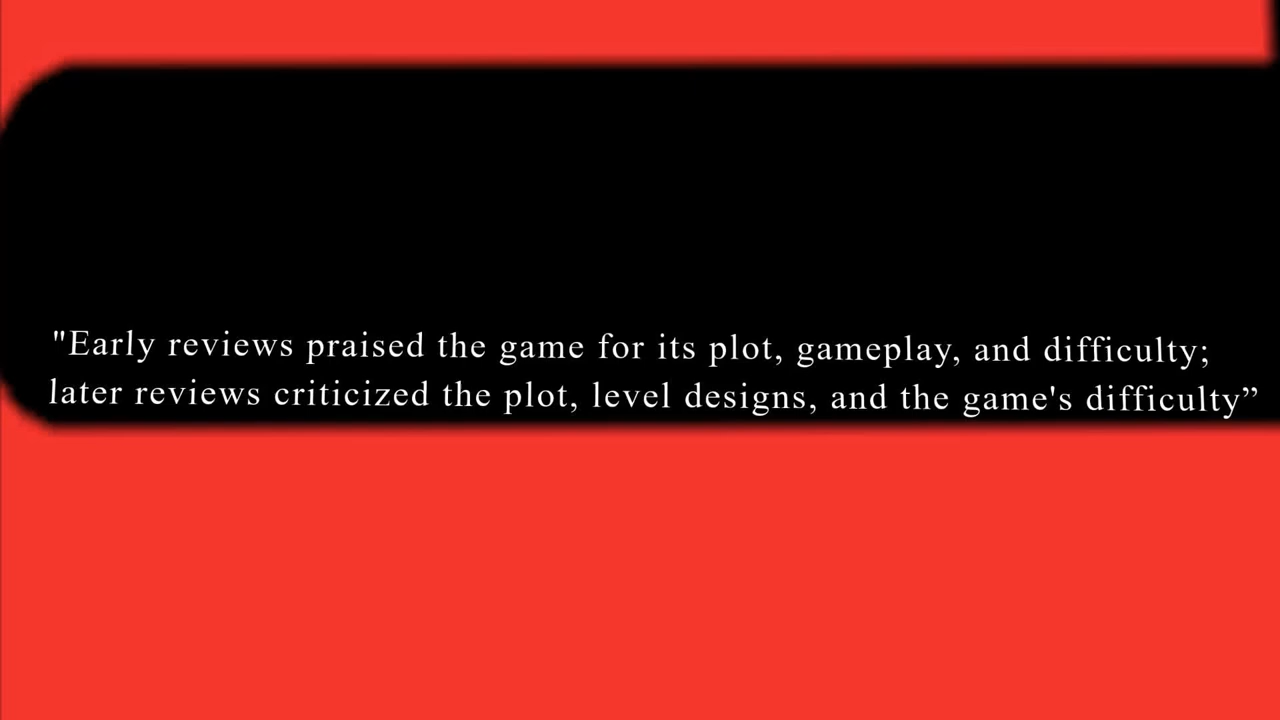 "Early reviews praised the game for its plot, gameplay, and difficulty;
later reviews criticized the plot, level designs, and the game's difficulty”